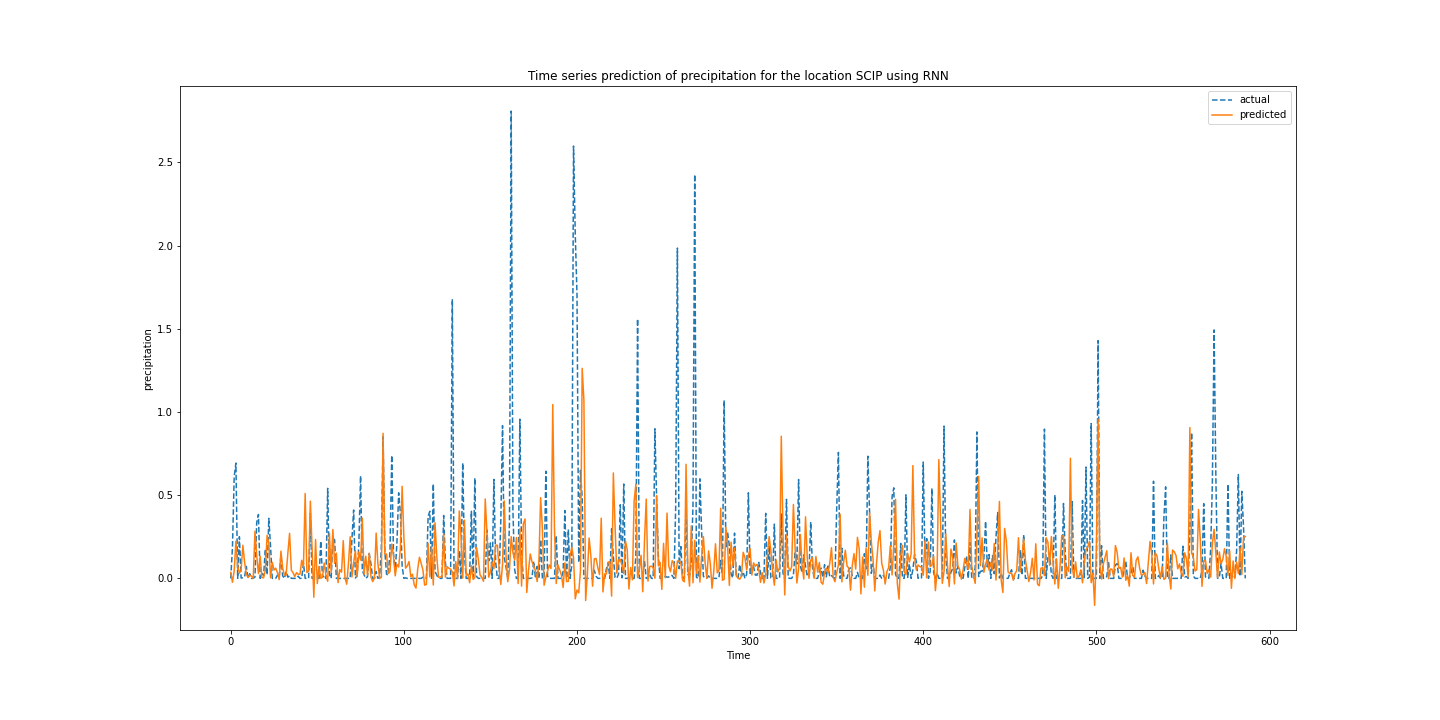 Time series prediction of precipitation for the location SCIP using RNN
actual
predicted
precipitation
2.5
2.0
1.5
1.0
0.5
0.0
0
100
200
300
400
500
600
Time